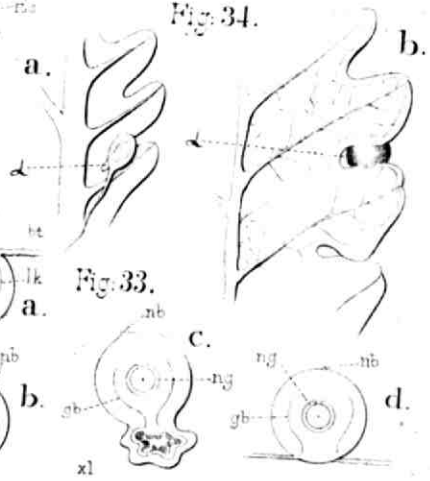 Fig: 34.
a.
b.
d
d
bt
lk
a.
Fig: 33.
nb
c.
nb
b.
gb
ng
xl
ng
nb
gb
d.